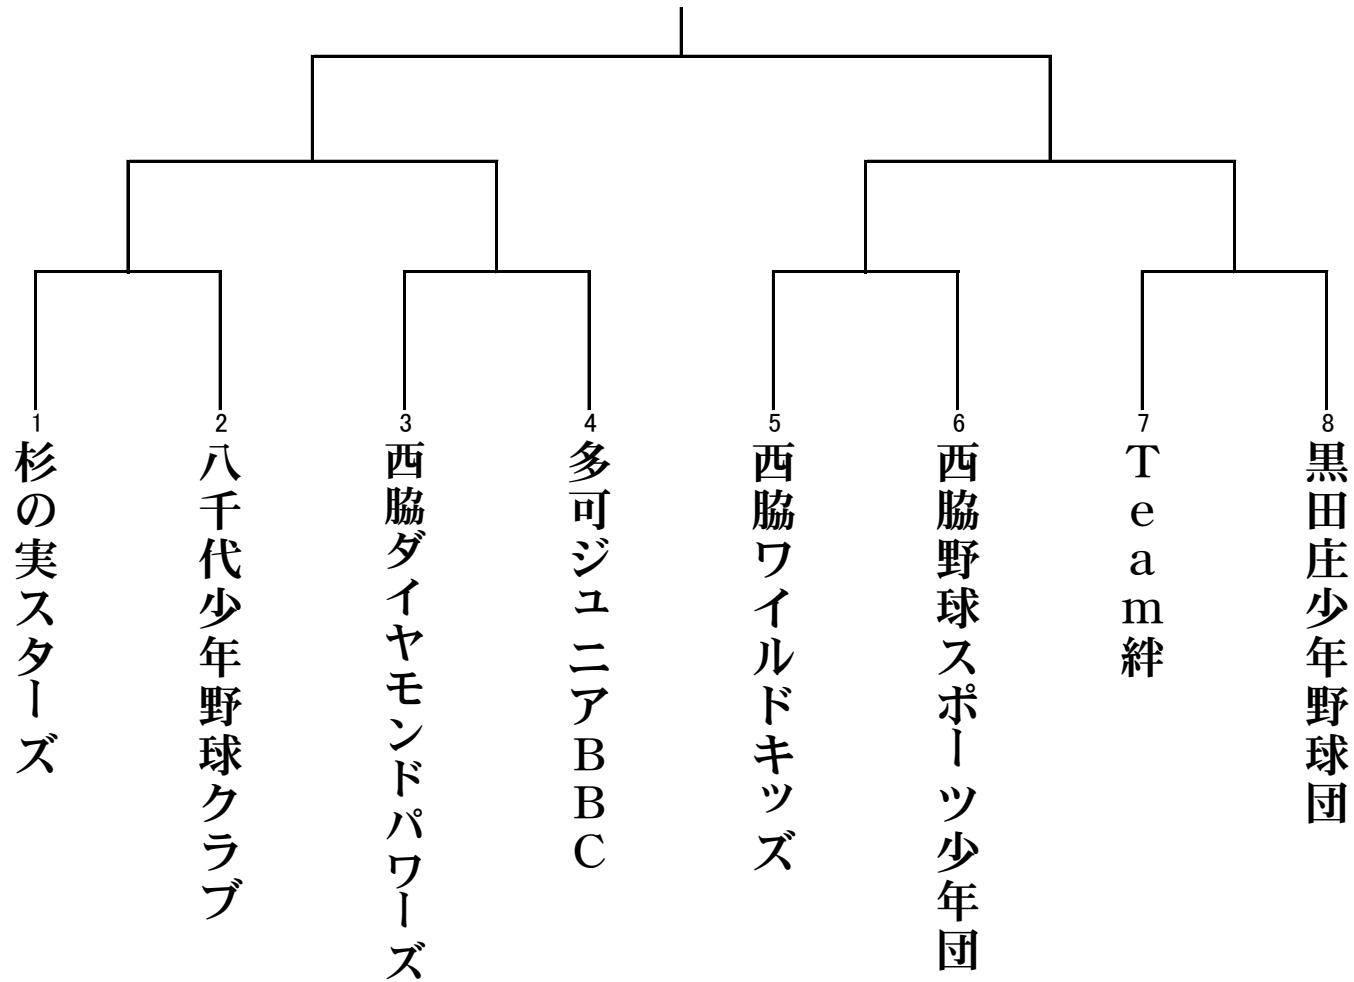 1
杉の実スターズ
2
八千代少年野球クラブ
3
西脇ダイヤモンドパワーズ
4
多可ジュニアBBC
5
西脇ワイルドキッズ
6
西脇野球スポーツ少年団
7
Team絆
8
黒田庄少年野球団